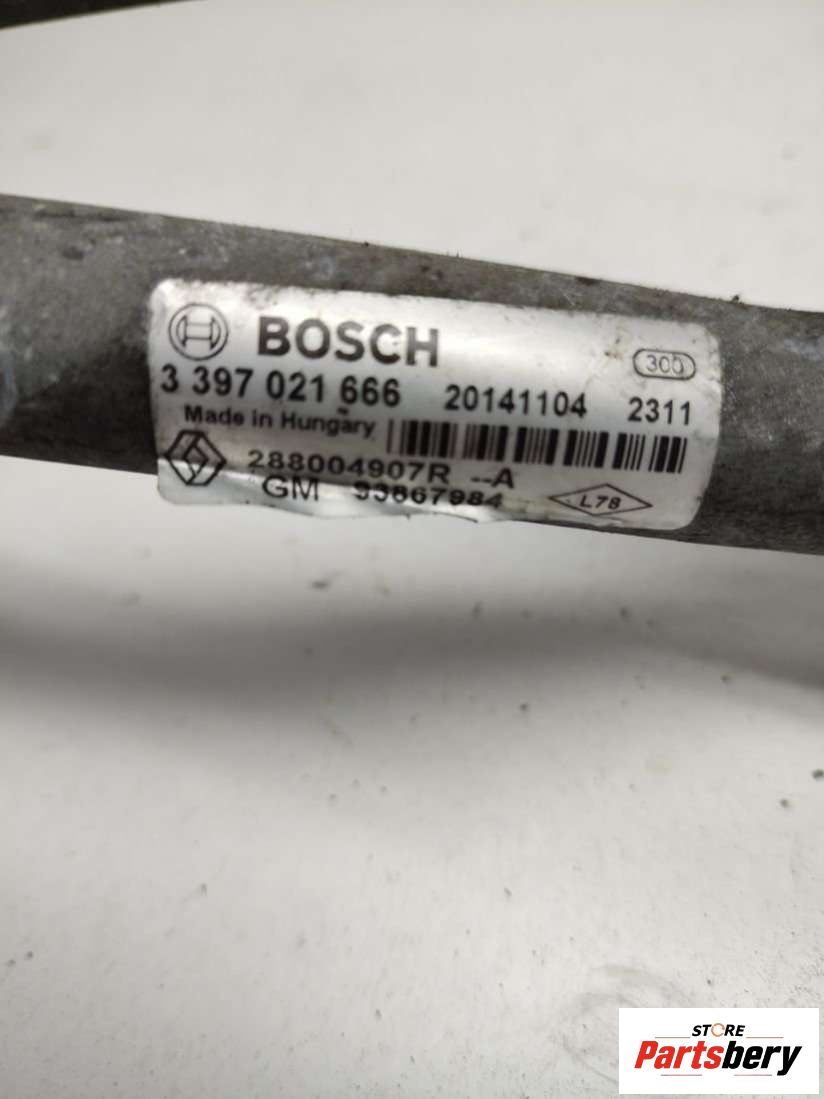 BOSCH
300
3 397 021 666 20141104 2311
Made in Hungary
288004907R --A
GM 93867984
L78
STORE
Partsbery